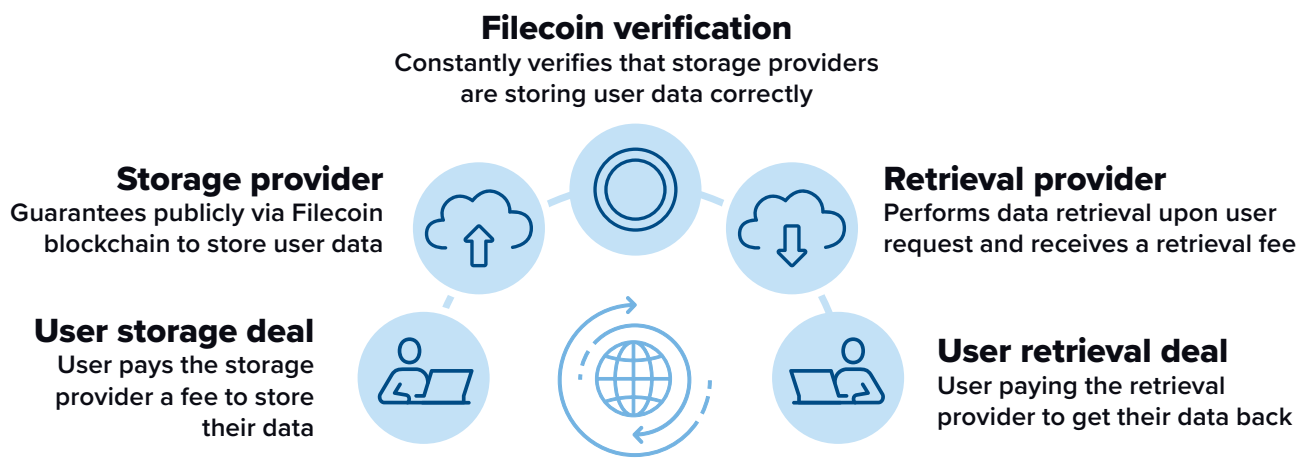 Filecoin verification
Constantly verifies that storage providers
are storing user data correctly
Storage provider
Guarantees publicly via Filecoin
blockchain to store user data
Retrieval provider
Performs data retrieval upon user
request and receives a retrieval fee
User storage deal
User pays the storage
provider a fee to store
their data
User retrieval deal
User paying the retrieval
provider to get their data back